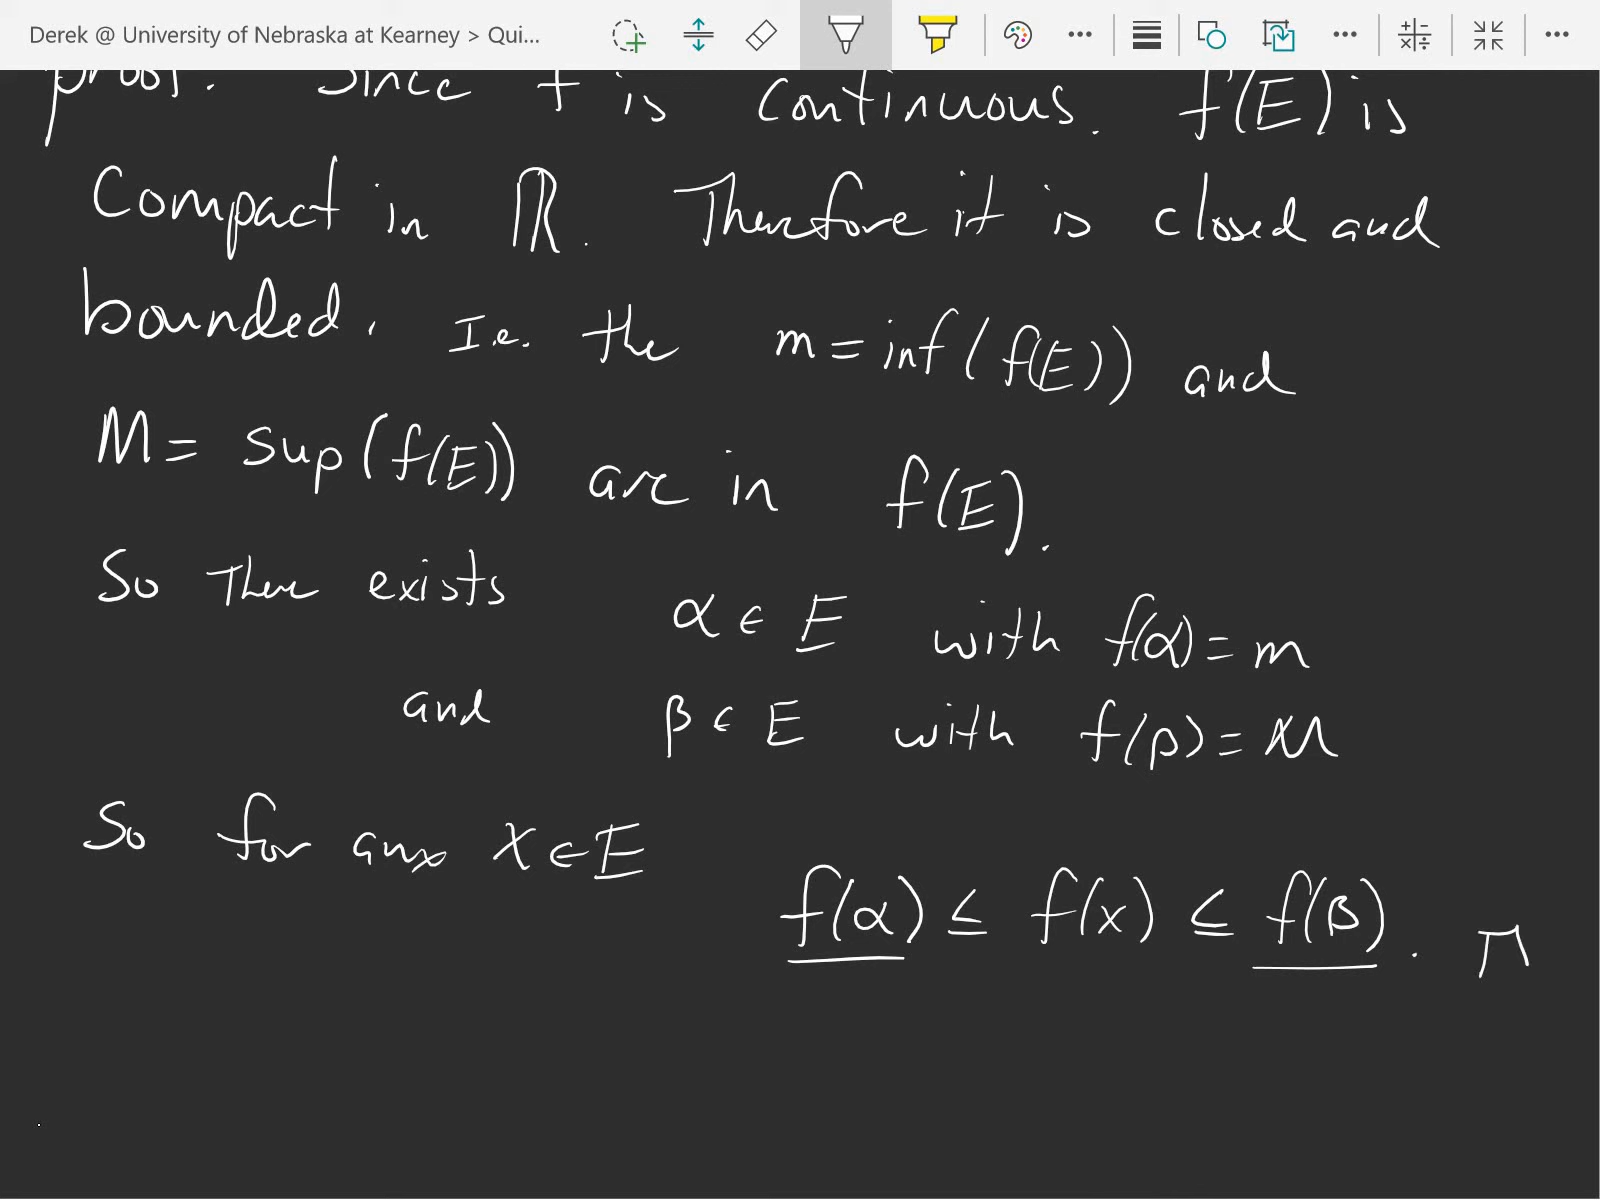 Derek @ University of Nebraska at Kearney > Qui...
proof. Since f is continuous. f(E) is
Compact in ℝ. Therefore it is closed and
bounded. I.e. the m = inf(f(E)) and
M = sup(f(E)) are in f(E).
So There exists α ∈ E with f(α) = m
and β ∈ E with f(β) = M
So for any x ∈ E
f(α) ≤ f(x) ≤ f(β).